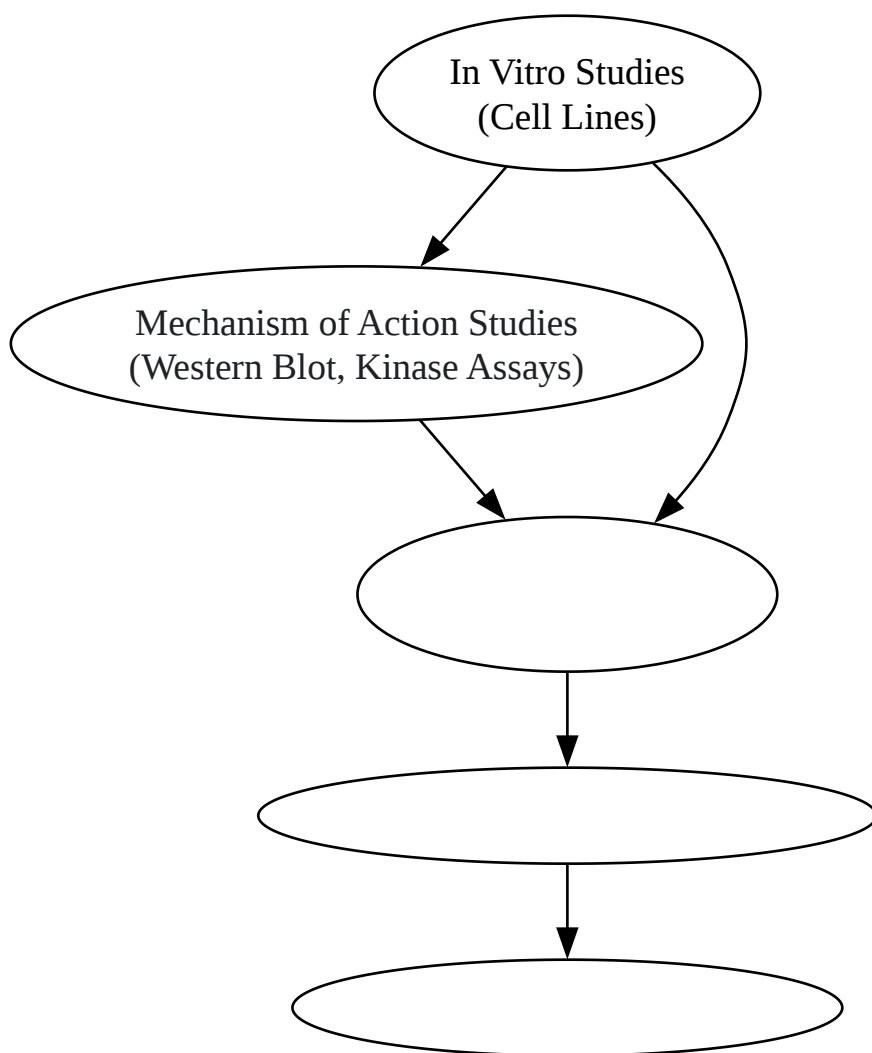 In Vitro Studies
(Cell Lines)
Mechanism of Action Studies
(Western Blot, Kinase Assays)